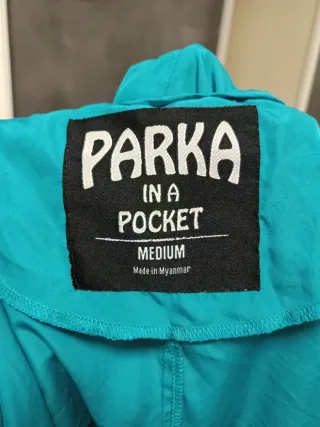 PARKA
IN A
POCKET
MEDIUM
Made in Myanmar